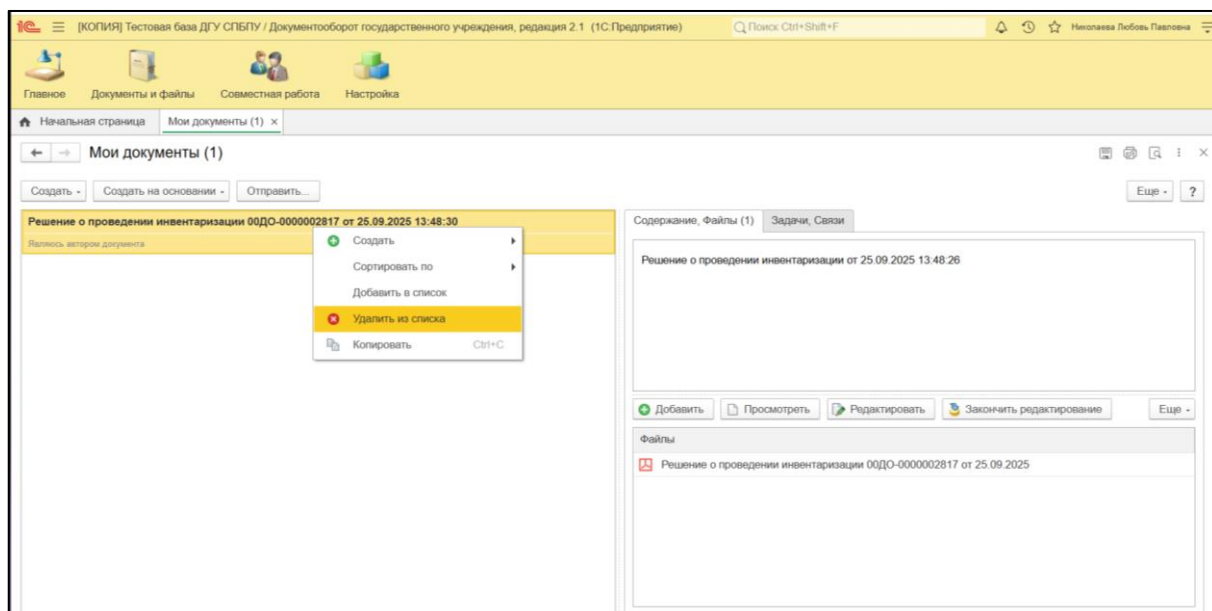 1С [КОПИЯ] Тестовая база ДГУ СПБПУ / Документооборот государственного учреждения, редакция 2.1 (1С:Предприятие) Поиск Ctrl+Shift+F Николаева Любовь Павловна
Главное Документы и файлы Совместная работа Настройка
Начальная страница Мои документы (1) ×
Мои документы (1)
Создать Создать на основании Отправить... Еще ?
Решение о проведении инвентаризации 00ДО-0000002817 от 25.09.2025 13:48:30
Являюсь автором документа
Создать
Сортировать по
Добавить в список
Удалить из списка
Копировать Ctrl+C
Содержание, Файлы (1) Задачи, Связи
Решение о проведении инвентаризации от 25.09.2025 13:48:26
Добавить Просмотреть Редактировать Закончить редактирование Еще
Файлы
Решение о проведении инвентаризации 00ДО-0000002817 от 25.09.2025